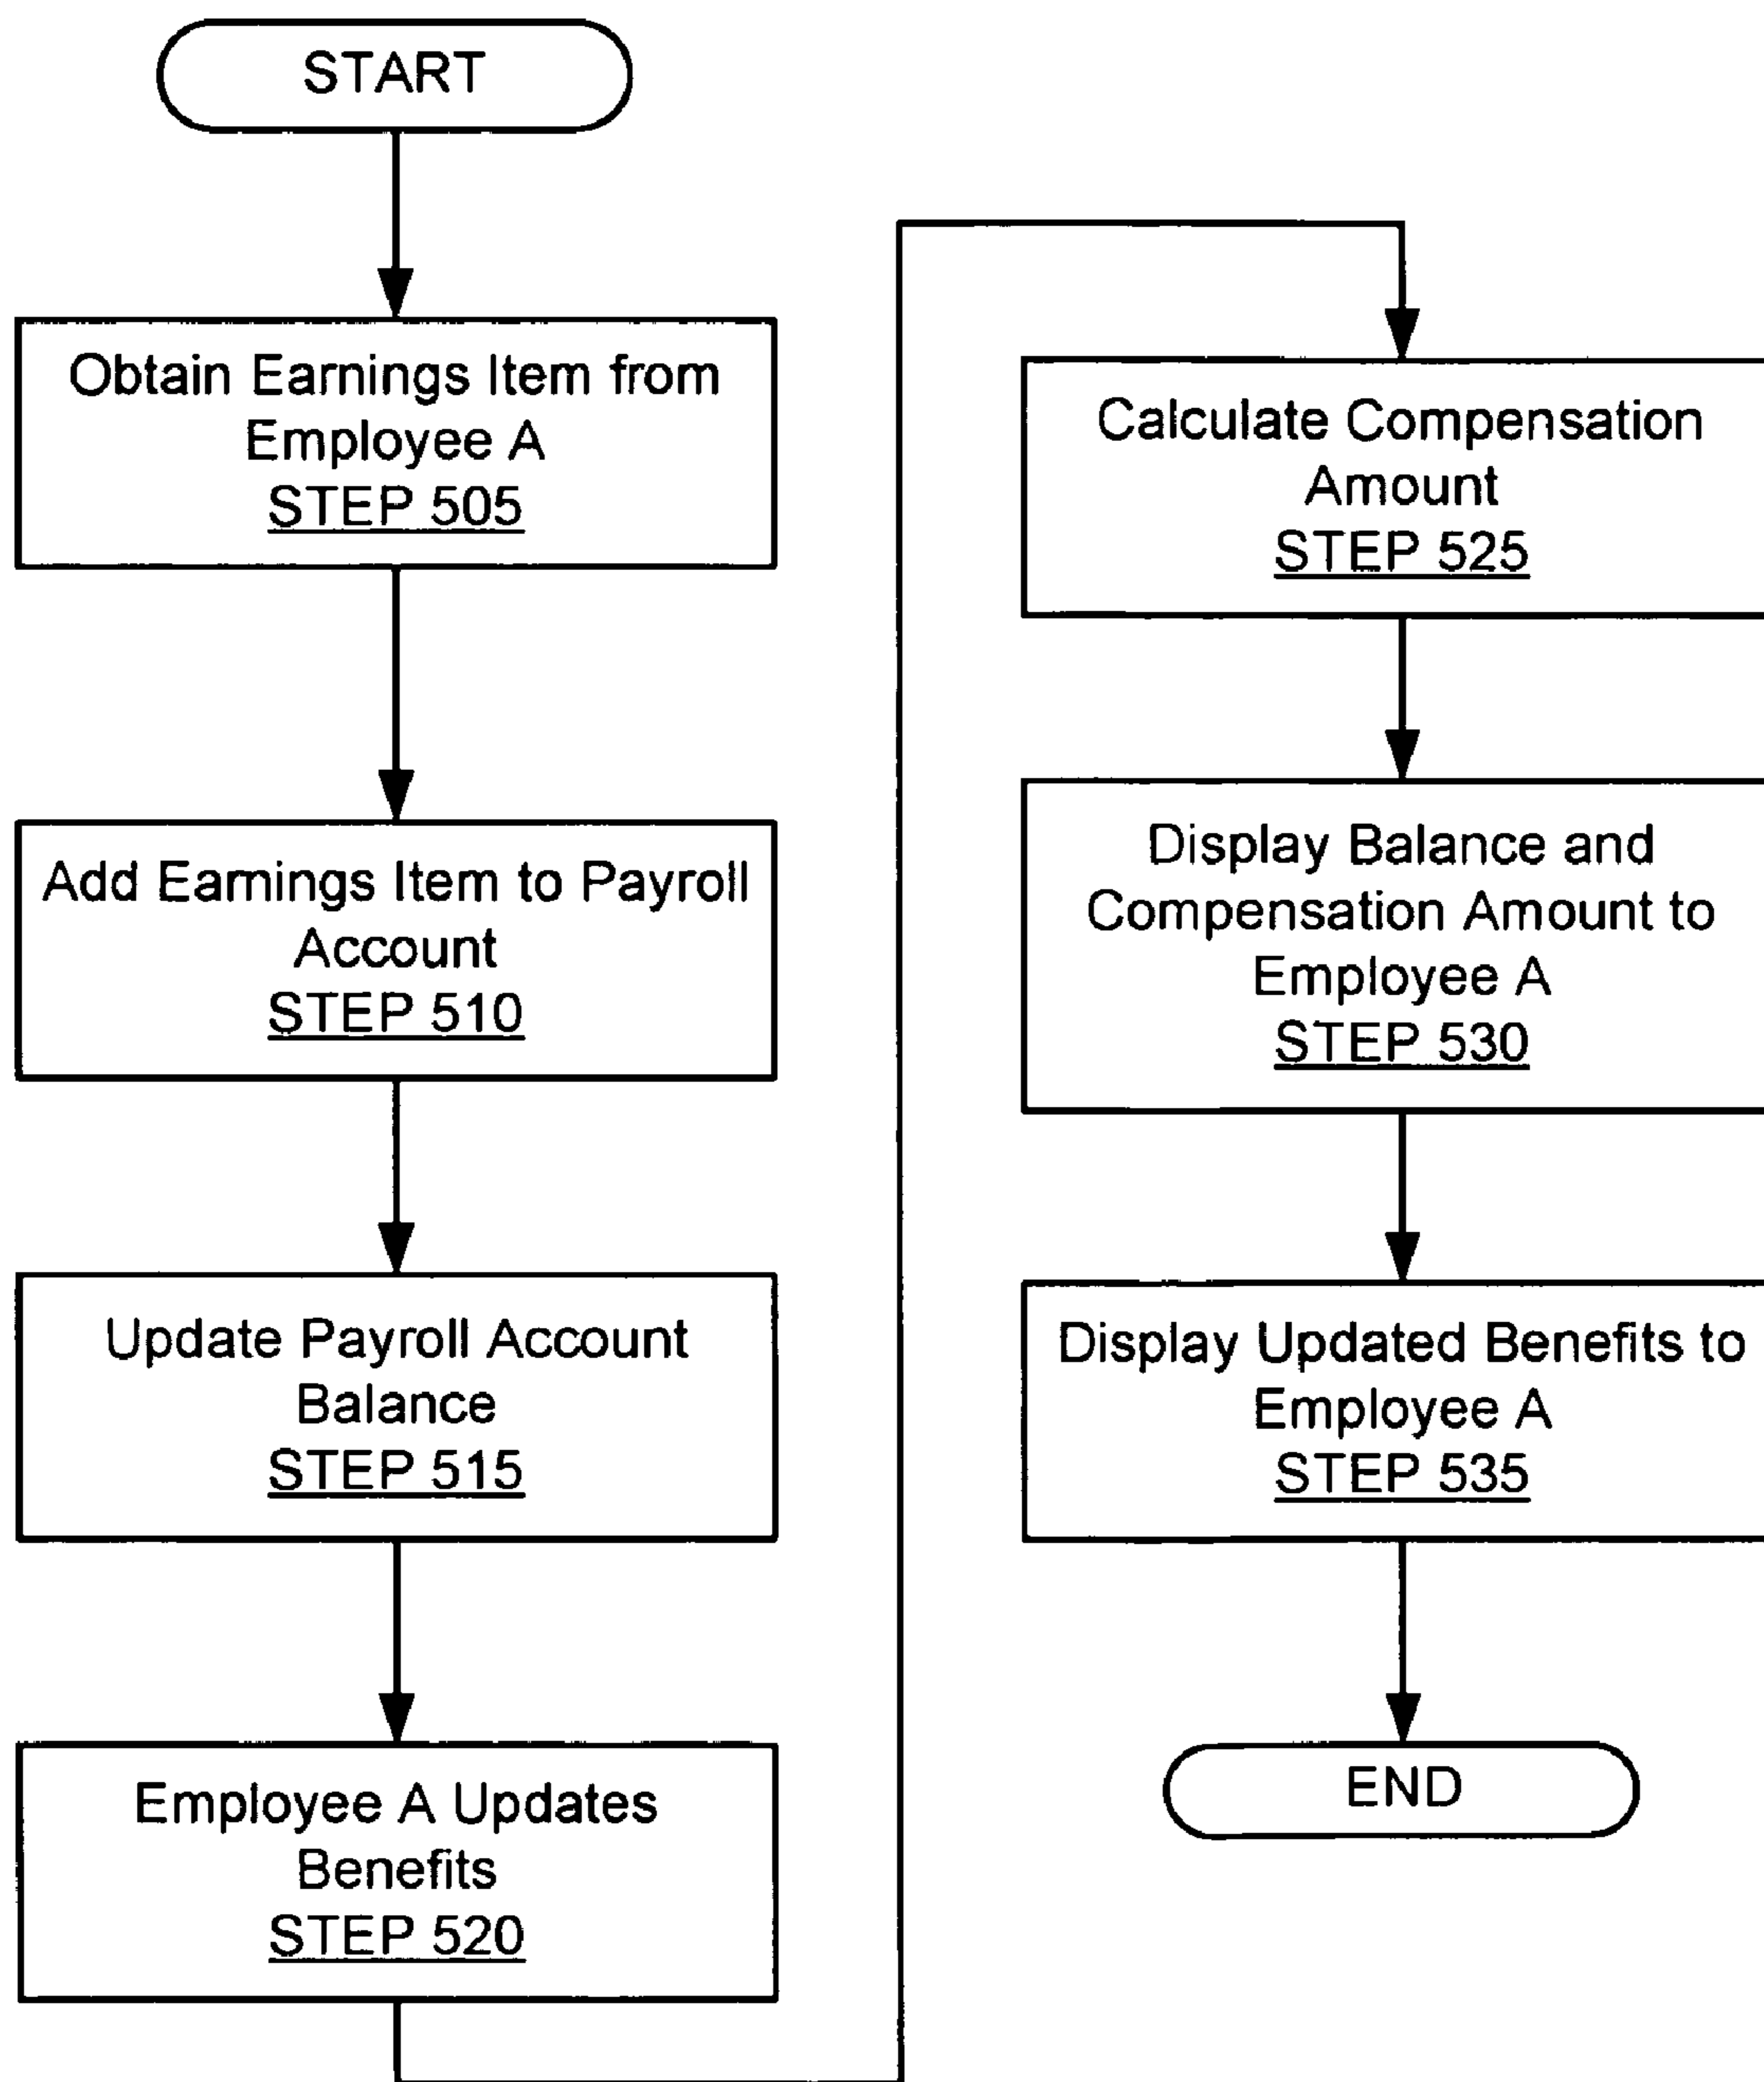 START
Obtain Earnings Item from
Employee A
STEP 505
Add Earnings Item to Payroll
Account
STEP 510
Update Payroll Account
Balance
STEP 515
Employee A Updates
Benefits
STEP 520
Calculate Compensation
Amount
STEP 525
Display Balance and
Compensation Amount to
Employee A
STEP 530
Display Updated Benefits to
Employee A
STEP 535
END